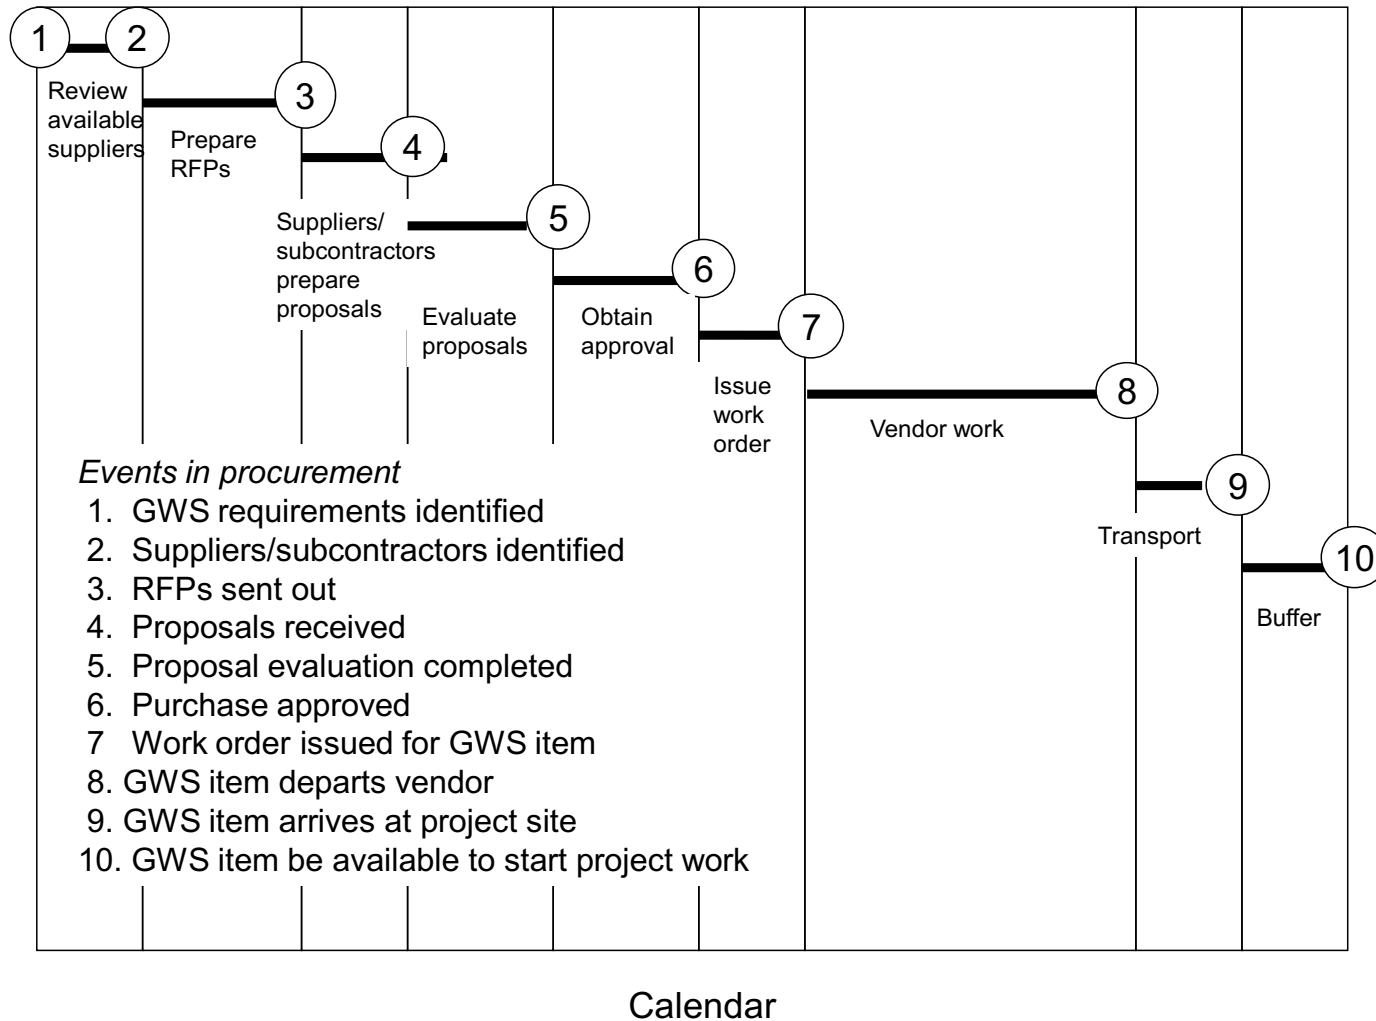 1
2
Review
available
suppliers
3
Prepare
RFPs
4
Suppliers/
subcontractors
prepare
proposals
5
Evaluate
proposals
6
Obtain
approval
7
Issue
work
order
8
Vendor work
9
Transport
10
Buffer
Events in procurement
1. GWS requirements identified
2. Suppliers/subcontractors identified
3. RFPs sent out
4. Proposals received
5. Proposal evaluation completed
6. Purchase approved
7 Work order issued for GWS item
8. GWS item departs vendor
9. GWS item arrives at project site
10. GWS item be available to start project work
Calendar